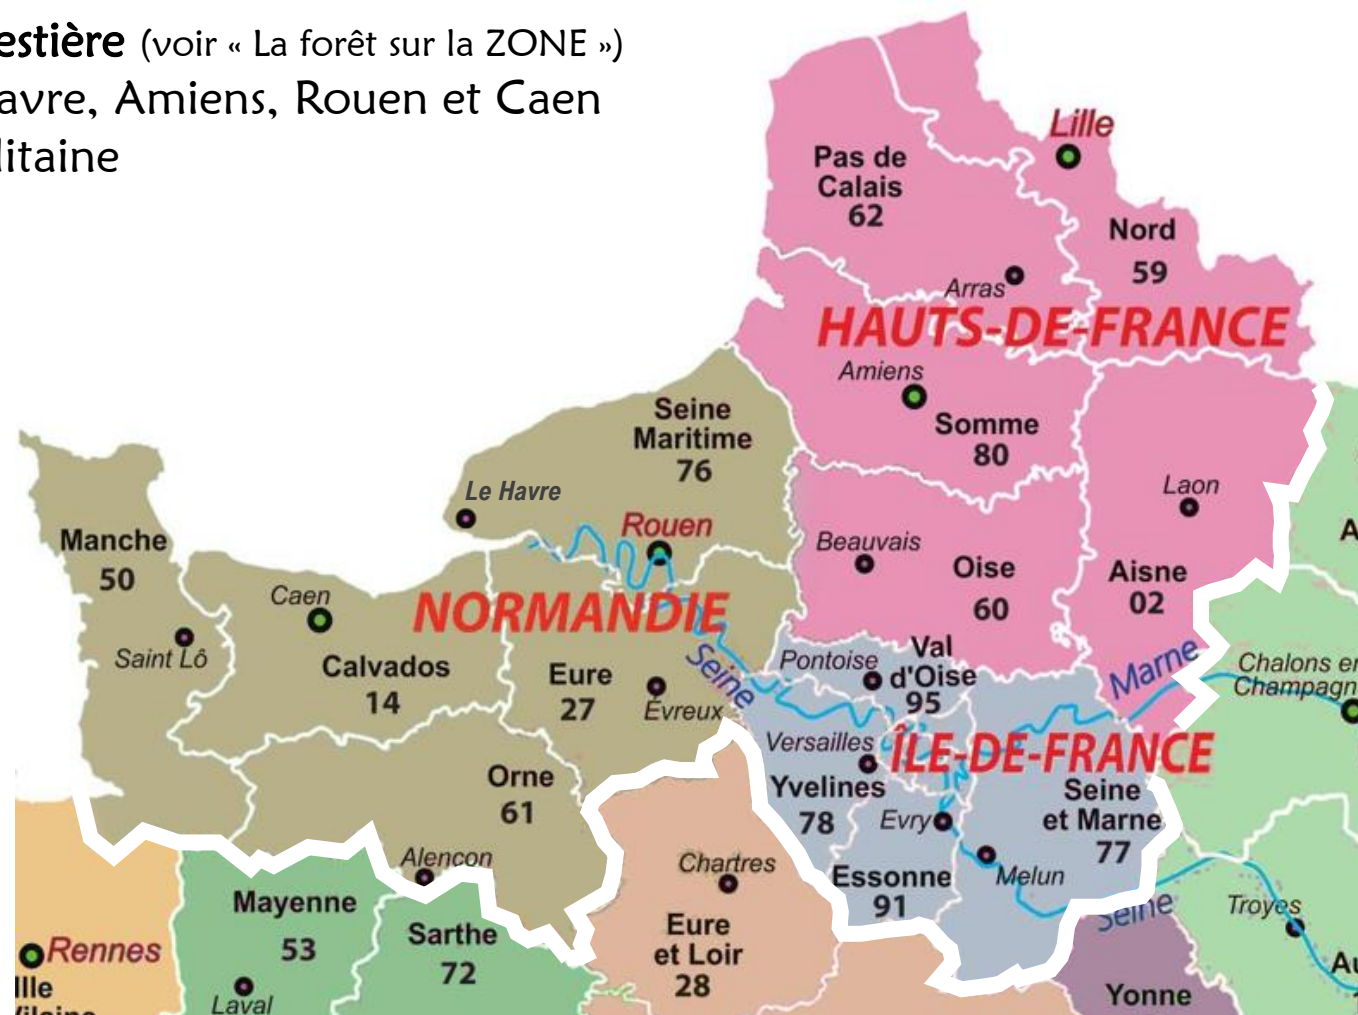 estière (voir « La forêt sur la ZONE »)
avre, Amiens, Rouen et Caen
litaine
Lille
Pas de
Calais
62
Nord
59
Arras
HAUTS-DE-FRANCE
Amiens
Somme
80
Seine
Maritime
76
Le Havre
Rouen
Laon
Manche
50
Beauvais
Oise
60
Aisne
02
Caen
NORMANDIE
Saint Lô
Calvados
14
Eure
27
Evreux
Seine
Pontoise
Val
d'Oise
95
Marne
Chalons en
Champagn
Versailles
ÎLE-DE-FRANCE
Yvelines
78
Seine
et Marne
77
Orne
61
Evry
Melun
Alençon
Chartres
Essonne
91
Seine
Troyes
Mayenne
53
Sarthe
72
Eure
et Loir
28
Rennes
Ille
Vilaine
Laval
Yonne
A
Au